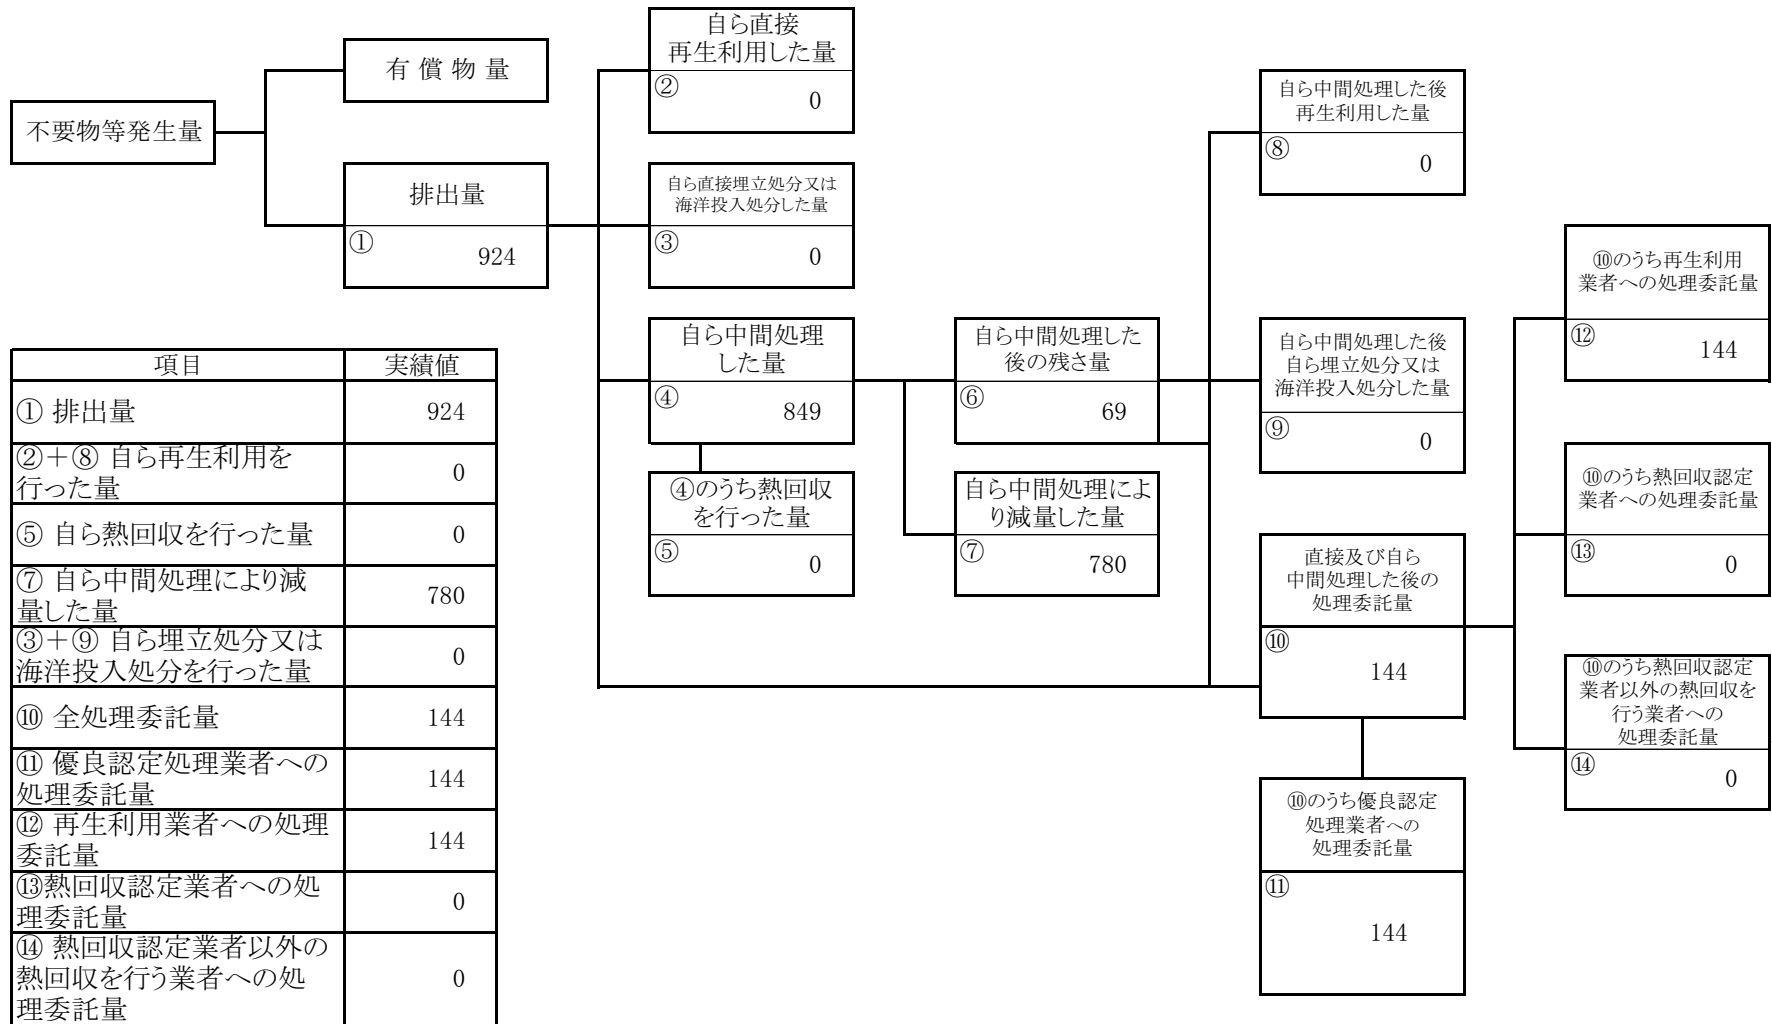 不要物等発生量
有 償 物 量
排出量
①
924
自ら直接
再生利用した量
②
0
自ら直接埋立処分又は
海洋投入処分した量
③
0
自ら中間処理
した量
④
849
④のうち熱回収
を行った量
⑤
0
自ら中間処理した
後の残さ量
⑥
69
自ら中間処理によ
り減量した量
⑦
780
自ら中間処理した後
再生利用した量
⑧
0
自ら中間処理した後
自ら埋立処分又は
海洋投入処分した量
⑨
0
直接及び自ら
中間処理した後の
処理委託量
⑩
144
⑩のうち優良認定
処理業者への
処理委託量
⑪
144
⑩のうち再生利用
業者への処理委託量
⑫
144
⑩のうち熱回収認定
業者への処理委託量
⑬
0
⑩のうち熱回収認定
業者以外の熱回収を
行う業者への
処理委託量
⑭
0
項目 実績値
① 排出量 924
②＋⑧ 自ら再生利用を
行った量 0
⑤ 自ら熱回収を行った量 0
⑦ 自ら中間処理により減
量した量 780
③＋⑨ 自ら埋立処分又は
海洋投入処分を行った量 0
⑩ 全処理委託量 144
⑪ 優良認定処理業者への
処理委託量 144
⑫ 再生利用業者への処理
委託量 144
⑬熱回収認定業者への処
理委託量 0
⑭ 熱回収認定業者以外の
熱回収を行う業者への処
理委託量 0